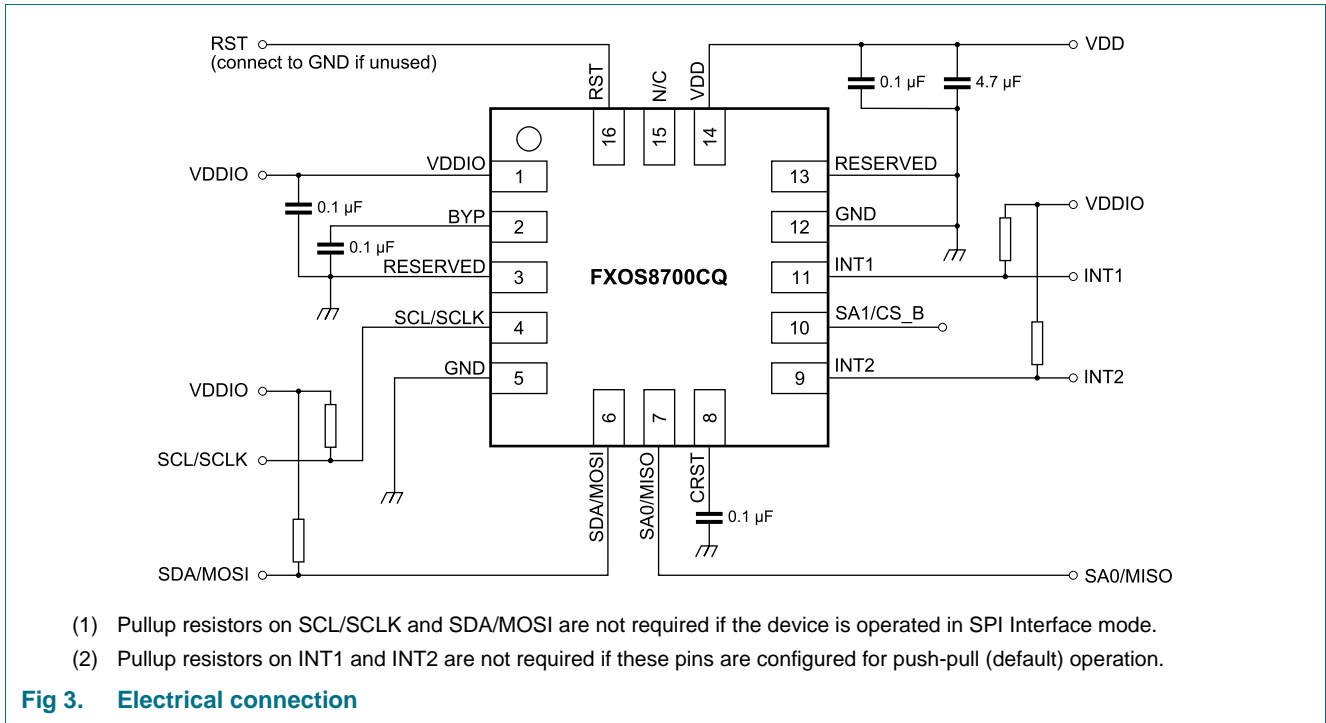 RST
(connect to GND if unused)
VDD
RST
N/C
VDD
0.1 µF
4.7 µF
16
15
14
VDDIO
VDDIO
1
13
RESERVED
0.1 µF
VDDIO
BYP
2
12
GND
0.1 µF
RESERVED
3
FXOS8700CQ
11
INT1
INT1
SCL/SCLK
4
10
SA1/CS_B
GND
5
9
INT2
INT2
VDDIO
6
7
8
SCL/SCLK
SDA/MOSI
SA0/MISO
CRST
0.1 µF
SDA/MOSI
SA0/MISO
(1) Pullup resistors on SCL/SCLK and SDA/MOSI are not required if the device is operated in SPI Interface mode.
(2) Pullup resistors on INT1 and INT2 are not required if these pins are configured for push-pull (default) operation.
Fig 3. Electrical connection